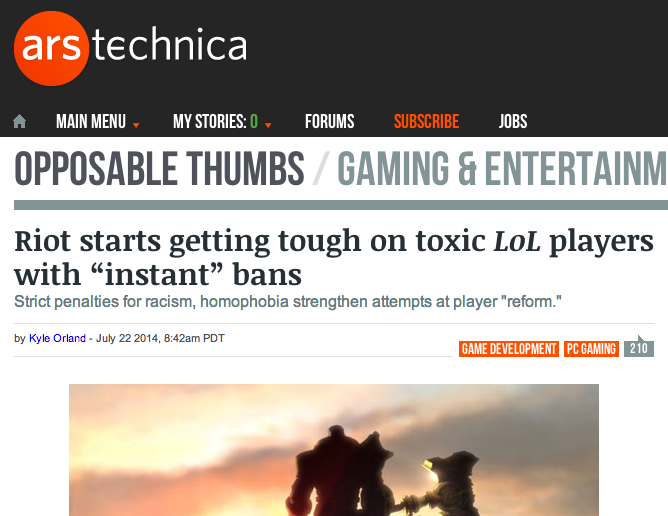 ars technica
MAIN MENU MY STORIES: 0 FORUMS SUBSCRIBE JOBS
OPPOSABLE THUMBS / GAMING & ENTERTAINM
Riot starts getting tough on toxic LoL players
with “instant” bans
Strict penalties for racism, homophobia strengthen attempts at player "reform."
by Kyle Orland - July 22 2014, 8:42am PDT
GAME DEVELOPMENT PC GAMING 210